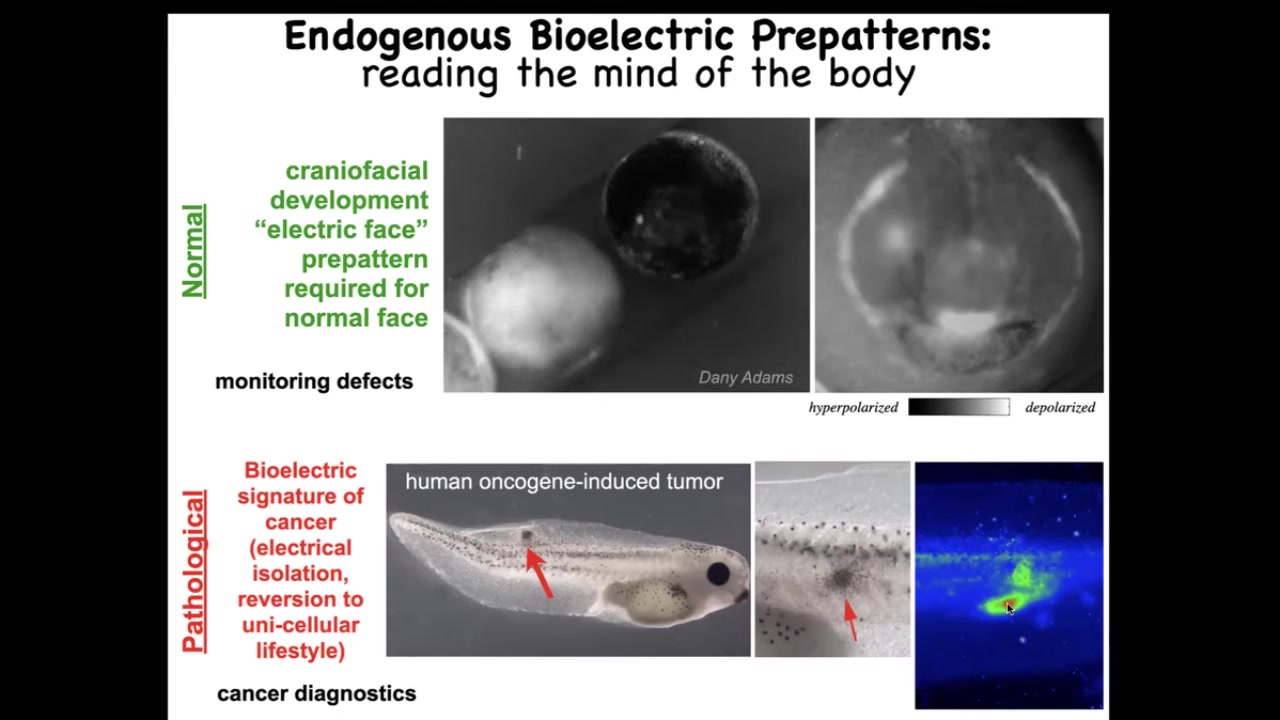 Endogenous Bioelectric Prepatterns:
reading the mind of the body
Normal
craniofacial
development
“electric face”
prepattern
required for
normal face
monitoring defects
Dany Adams
hyperpolarized
depolarized
Pathological
Bioelectric
signature of
cancer
(electrical
isolation,
reversion to
uni-cellular
lifestyle)
cancer diagnostics
human oncogene-induced tumor